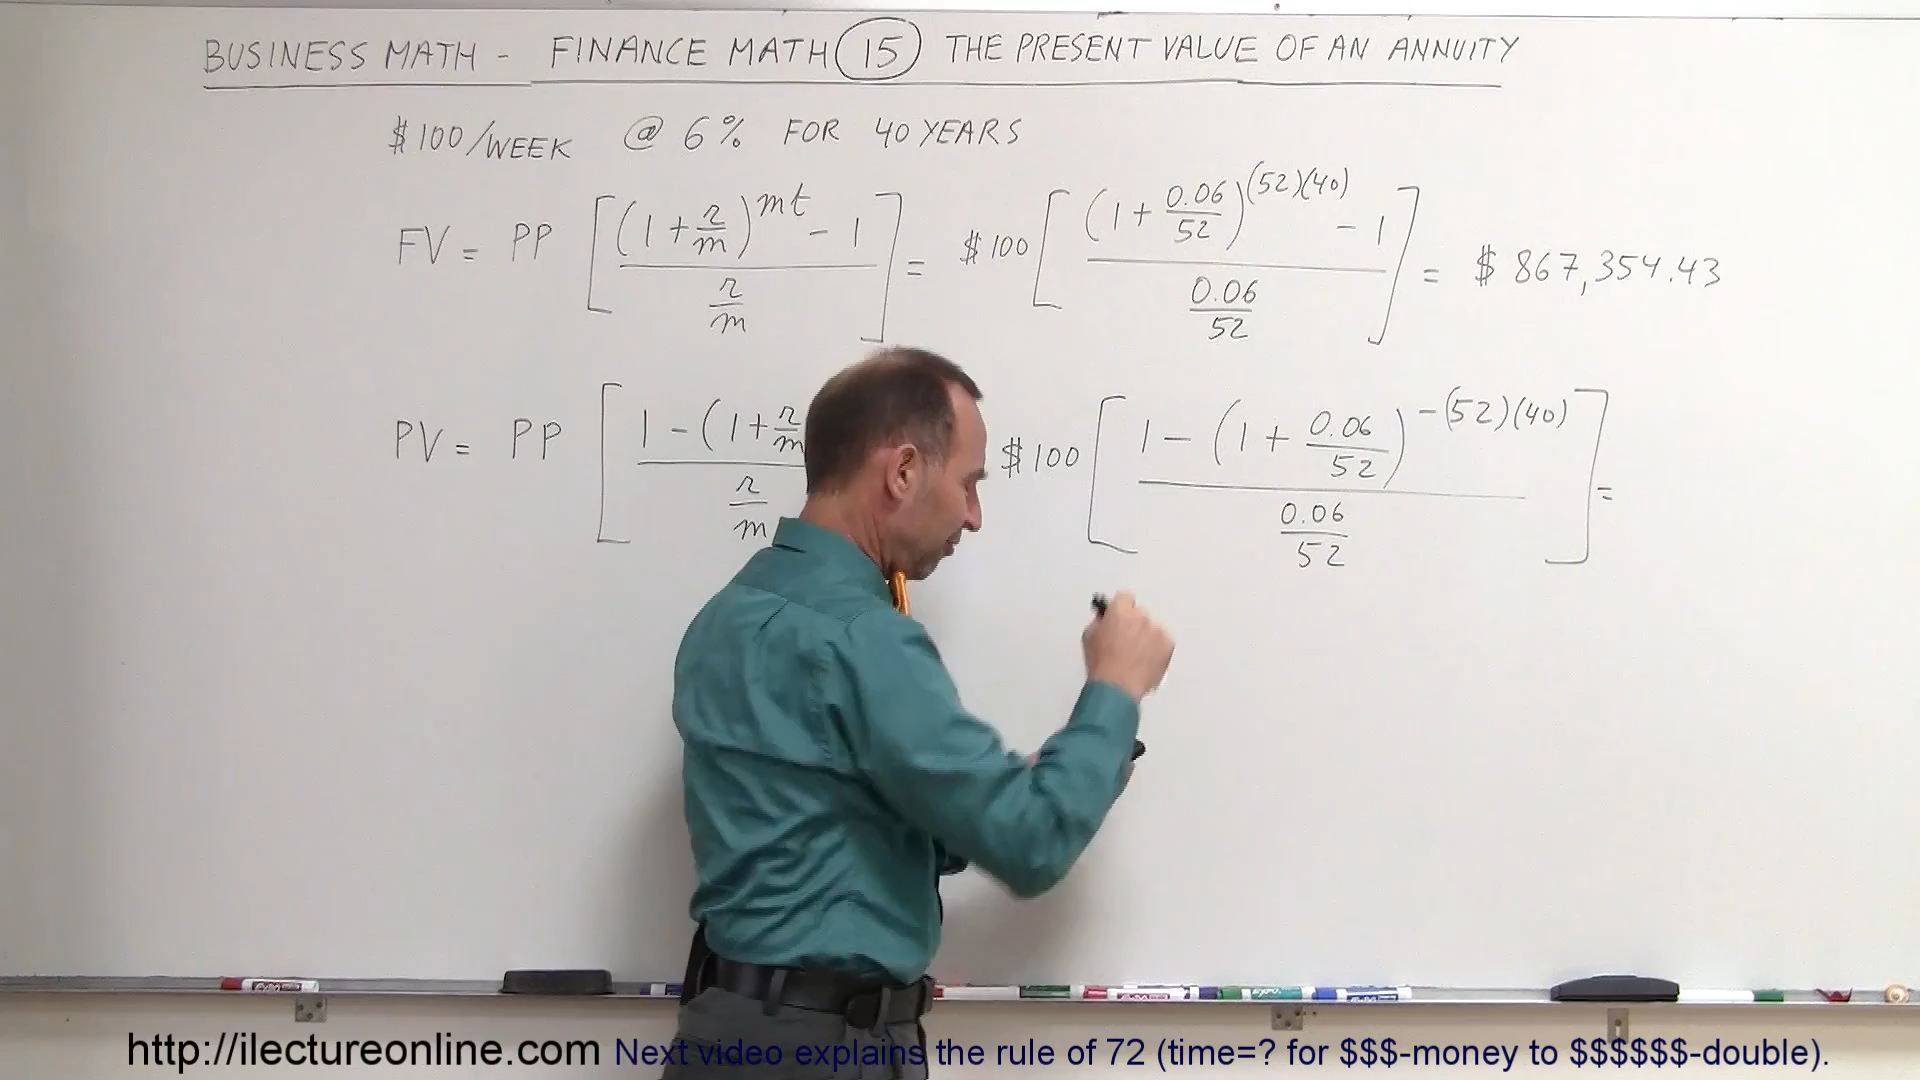 BUSINESS MATH - FINANCE MATH 15 THE PRESENT VALUE OF AN ANNUITY
$100/WEEK @ 6% FOR 40 YEARS
FV = PP [((1 + r/m)^mt - 1) / (r/m)] = $100 [((1 + 0.06/52)^(52)(40) - 1) / (0.06/52)] = $867,354.43
PV = PP [1 - (1 + r/m / (r/m) $100 [(1 - (1 + 0.06/52)^-(52)(40)) / (0.06/52)] =
http://ilectureonline.com Next video explains the rule of 72 (time=? for $$$-money to $$$$$$-double).